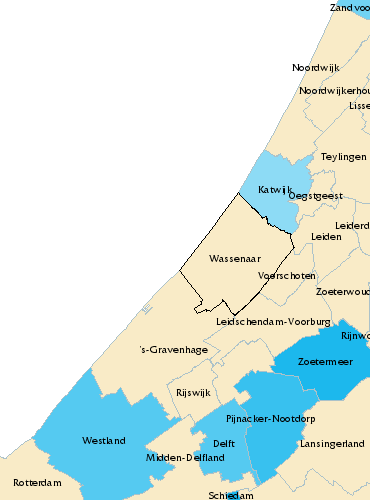 Zandvoo
Noordwijk
Noordwijkerhou
Lisse
Teylingen
Katwijk
Oegstgeest
Leiderd
Leiden
Wassenaar
Voorschoten
Zoeterwoud
Leidschendam-Voorburg
Rijnwo
's-Gravenhage
Zoetermeer
Rijswijk
Pijnacker-Nootdorp
Westland
Delft
Lansingerland
Midden-Delfland
Rotterdam
Schiedam